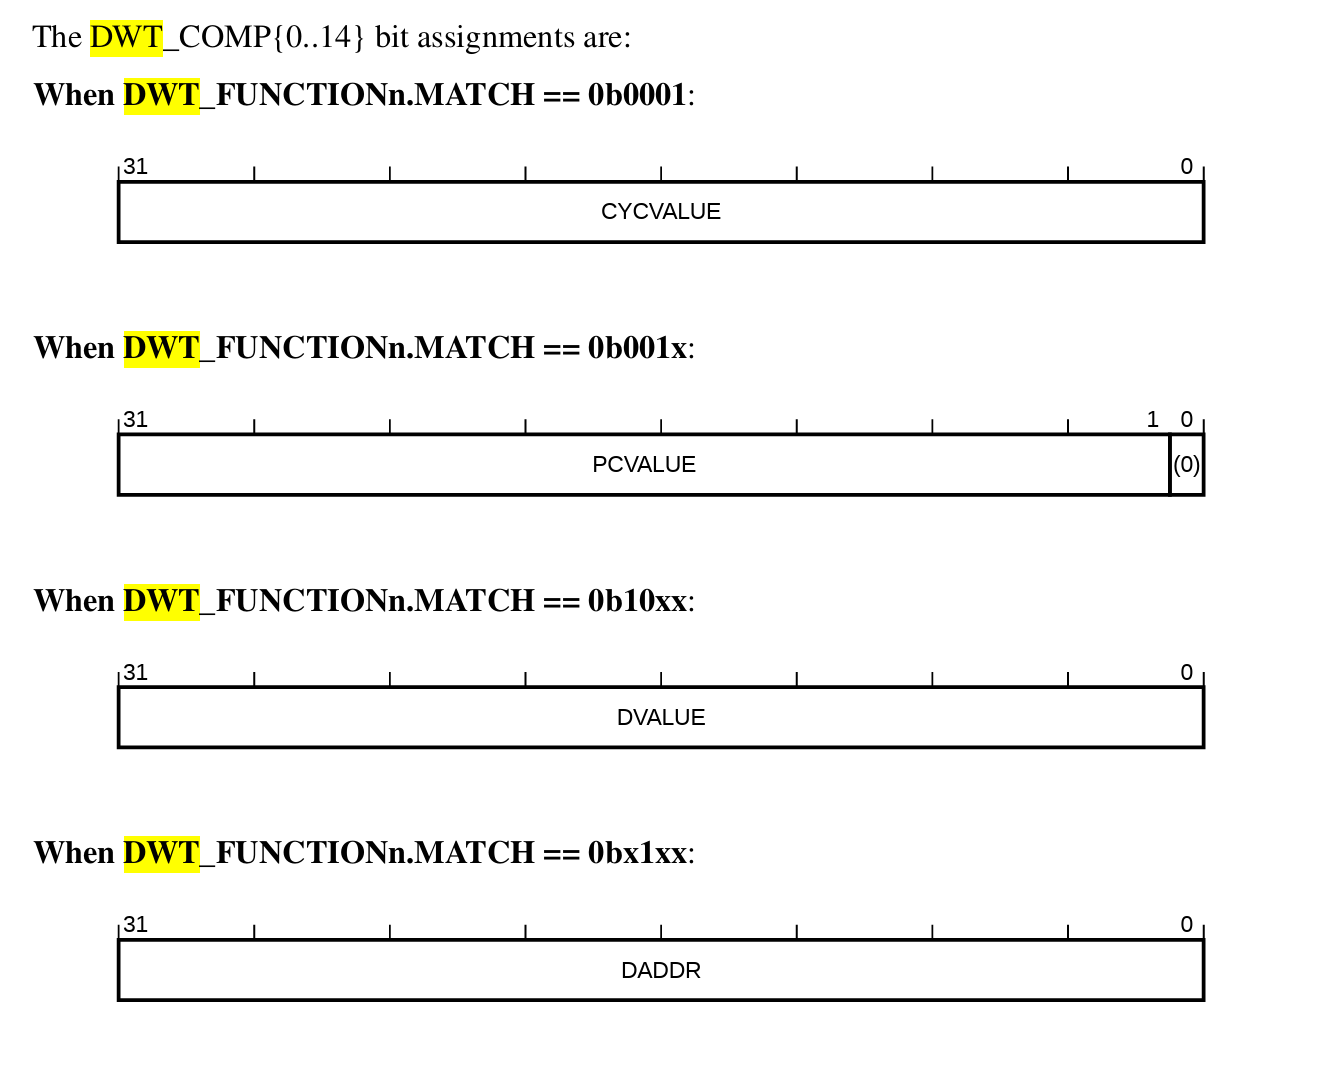 The DWT_COMP{0..14} bit assignments are:
When DWT_FUNCTIONn.MATCH == 0b0001:
31 0
CYCVALUE
When DWT_FUNCTIONn.MATCH == 0b001x:
31 1 0
PCVALUE (0)
When DWT_FUNCTIONn.MATCH == 0b10xx:
31 0
DVALUE
When DWT_FUNCTIONn.MATCH == 0bx1xx:
31 0
DADDR